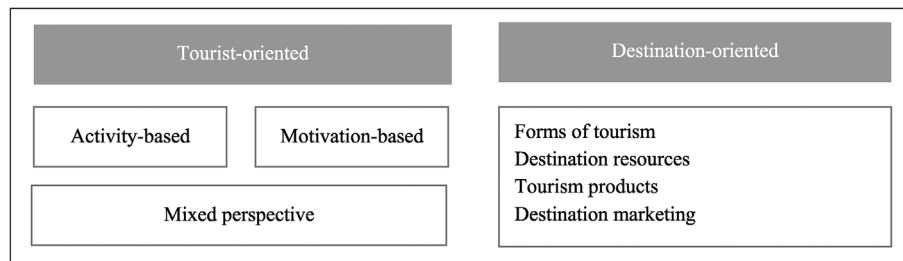 Tourist-oriented
Destination-oriented
Activity-based
Motivation-based
Mixed perspective
Forms of tourism
Destination resources
Tourism products
Destination marketing